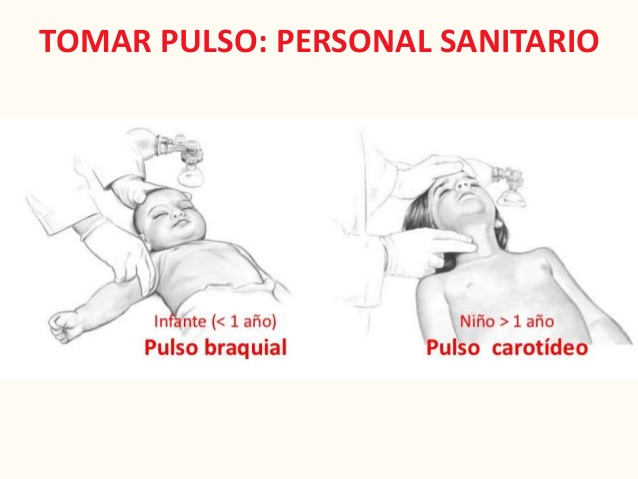 TOMAR PULSO: PERSONAL SANITARIO
Infante (< 1 año)
Pulso braquial
Niño > 1 año
Pulso carotídeo